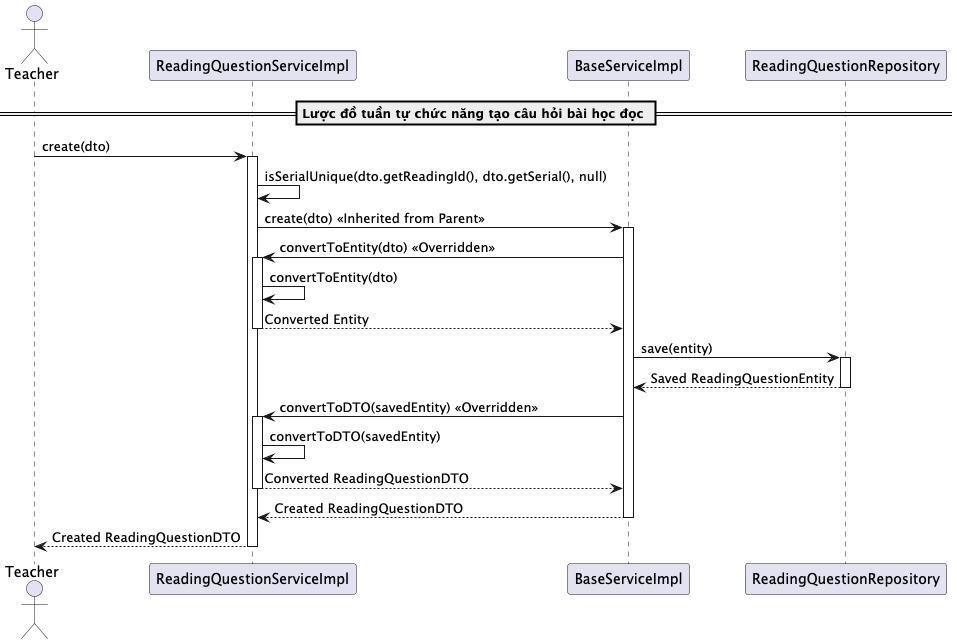 Teacher
ReadingQuestionServiceImpl
BaseServiceImpl
ReadingQuestionRepository
Lược đồ tuần tự chức năng tạo câu hỏi bài học đọc
create(dto)
isSerialUnique(dto.getReadingId(), dto.getSerial(), null)
create(dto) «Inherited from Parent»
convertToEntity(dto) «Overridden»
convertToEntity(dto)
Converted Entity
save(entity)
Saved ReadingQuestionEntity
convertToDTO(savedEntity) «Overridden»
convertToDTO(savedEntity)
Converted ReadingQuestionDTO
Created ReadingQuestionDTO
Created ReadingQuestionDTO
Teacher
ReadingQuestionServiceImpl
BaseServiceImpl
ReadingQuestionRepository